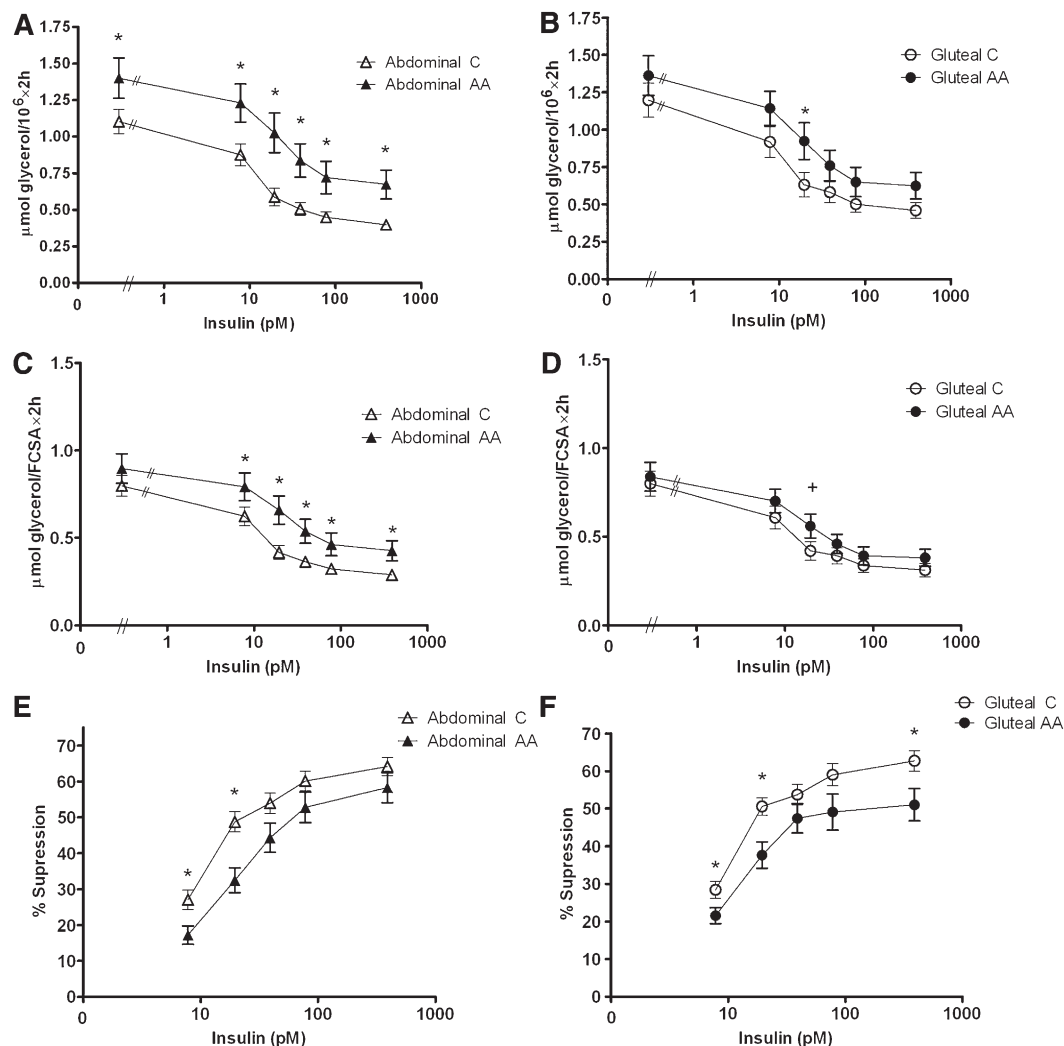 A
1.75
1.50
1.25
1.00
0.75
0.50
0.25
0.00
μmol glycerol/10⁶×2h
* * * * * *
Abdominal C
Abdominal AA
0 1 10 100 1000
Insulin (pM)
B
1.75
1.50
1.25
1.00
0.75
0.50
0.25
0.00
μmol glycerol/10⁶×2h
*
Gluteal C
Gluteal AA
0 1 10 100 1000
Insulin (pM)
C
1.5
1.0
0.5
0.0
μmol glycerol/FCSA×2h
* * * * *
Abdominal C
Abdominal AA
0 1 10 100 1000
Insulin (pM)
D
1.5
1.0
0.5
0.0
μmol glycerol/FCSA×2h
+
Gluteal C
Gluteal AA
0 1 10 100 1000
Insulin (pM)
E
70
60
50
40
30
20
10
0
% Supression
* *
Abdominal C
Abdominal AA
0 10 100 1000
Insulin (pM)
F
70
60
50
40
30
20
10
0
% Supression
* * *
Gluteal C
Gluteal AA
0 10 100 1000
Insulin (pM)